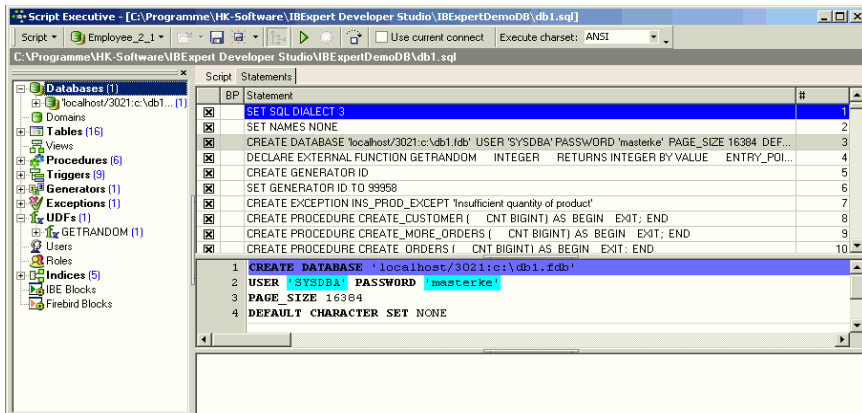 Script Executive - [C:\Programme\HK-Software\IBExpert Developer Studio\IBExpertDemoDB\db1.sql]
Script Employee_2_1 Use current connect Execute charset: ANSI
C:\Programme\HK-Software\IBExpert Developer Studio\IBExpertDemoDB\db1.sql
Databases (1)
'localhost/3021:c:\db1... (1)
Domains
Tables (16)
Views
Procedures (6)
Triggers (9)
Generators (1)
Exceptions (1)
UDFs (1)
GETRANDOM (1)
Users
Roles
Indices (5)
IBE Blocks
Firebird Blocks
Script Statements
BP Statement #
SET SQL DIALECT 3 1
SET NAMES NONE 2
CREATE DATABASE 'localhost/3021:c:\db1.fdb' USER 'SYSDBA' PASSWORD 'masterke' PAGE_SIZE 16384 DEF... 3
DECLARE EXTERNAL FUNCTION GETRANDOM INTEGER RETURNS INTEGER BY VALUE ENTRY_POI... 4
CREATE GENERATOR ID 5
SET GENERATOR ID TO 99958 6
CREATE EXCEPTION INS_PROD_EXCEPT 'Insufficient quantity of product' 7
CREATE PROCEDURE CREATE_CUSTOMER ( CNT BIGINT) AS BEGIN EXIT; END 8
CREATE PROCEDURE CREATE_MORE_ORDERS ( CNT BIGINT) AS BEGIN EXIT; END 9
CREATE PROCEDURE CREATE_ORDERS ( CNT BIGINT) AS BEGIN EXIT; END 10
1 CREATE DATABASE 'localhost/3021:c:\db1.fdb'
2 USER 'SYSDBA' PASSWORD 'masterke'
3 PAGE_SIZE 16384
4 DEFAULT CHARACTER SET NONE